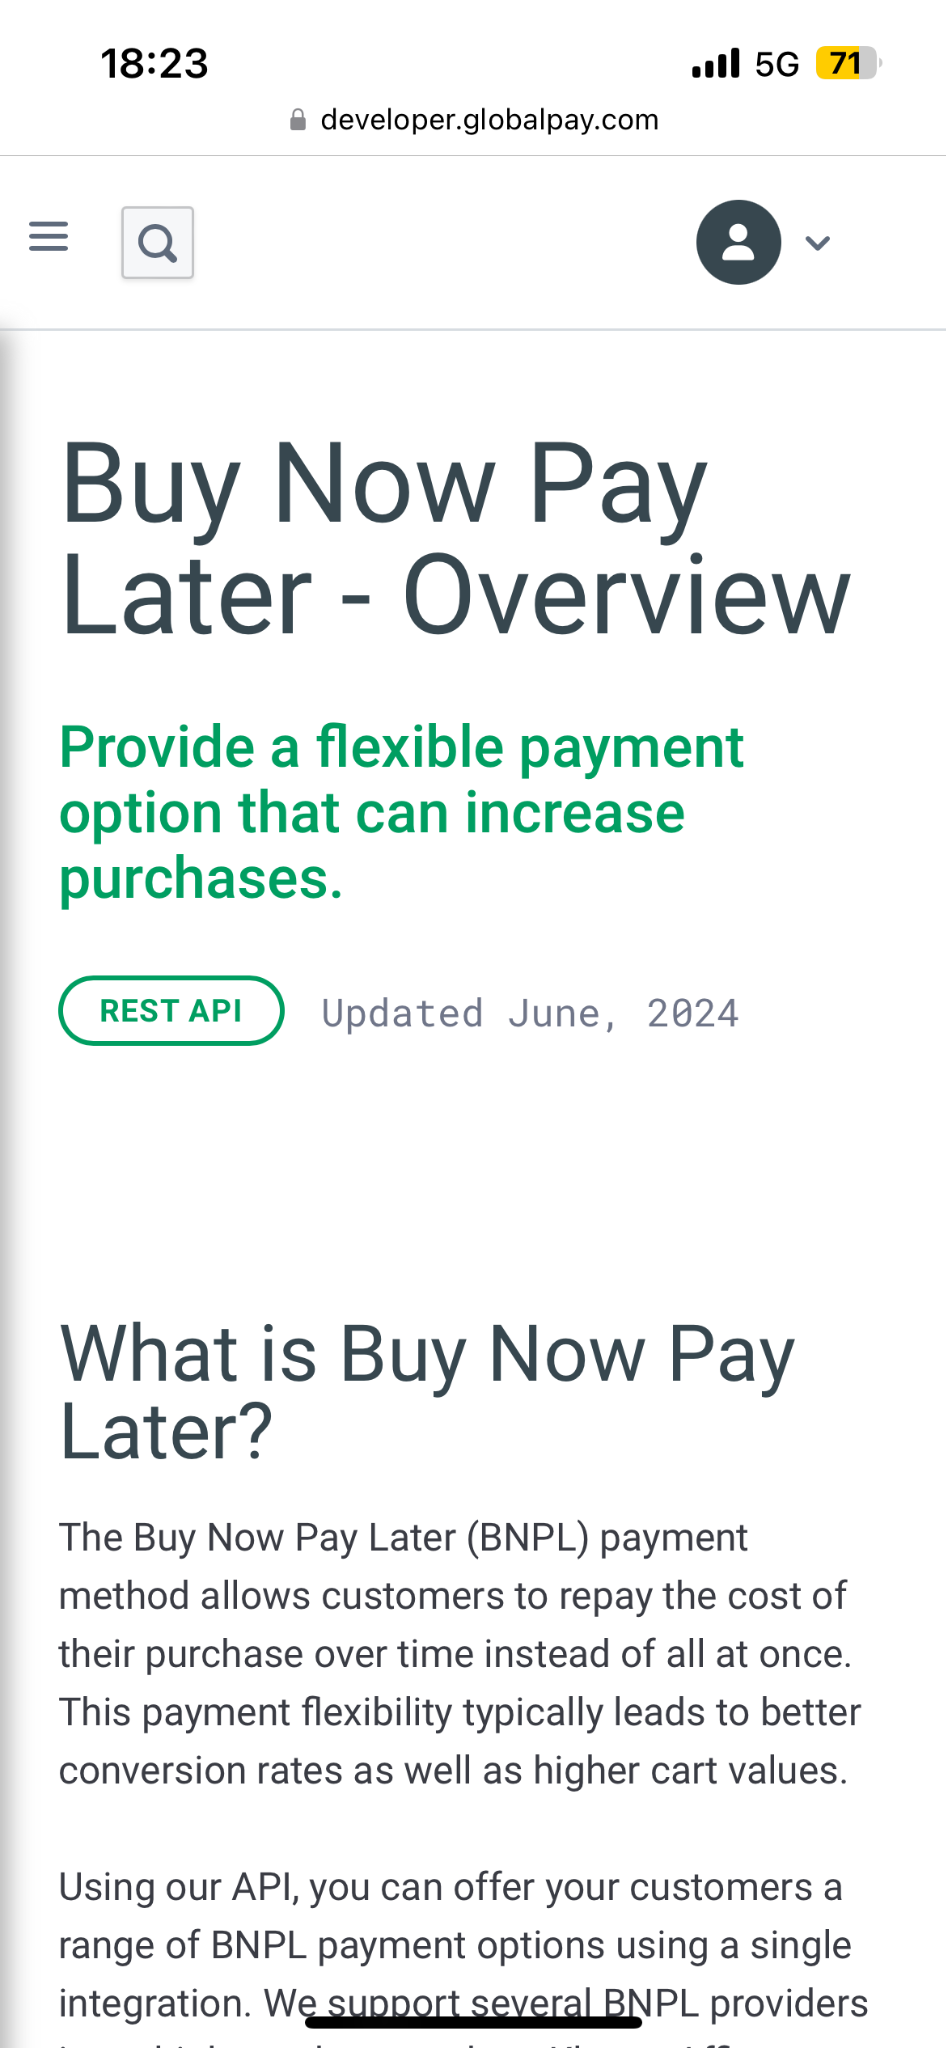 18:23
5G
71
developer.globalpay.com
Buy Now Pay
Later - Overview
Provide a flexible payment
option that can increase
purchases.
REST API
Updated June, 2024
What is Buy Now Pay
Later?
The Buy Now Pay Later (BNPL) payment
method allows customers to repay the cost of
their purchase over time instead of all at once.
This payment flexibility typically leads to better
conversion rates as well as higher cart values.
Using our API, you can offer your customers a
range of BNPL payment options using a single
integration. We support several BNPL providers